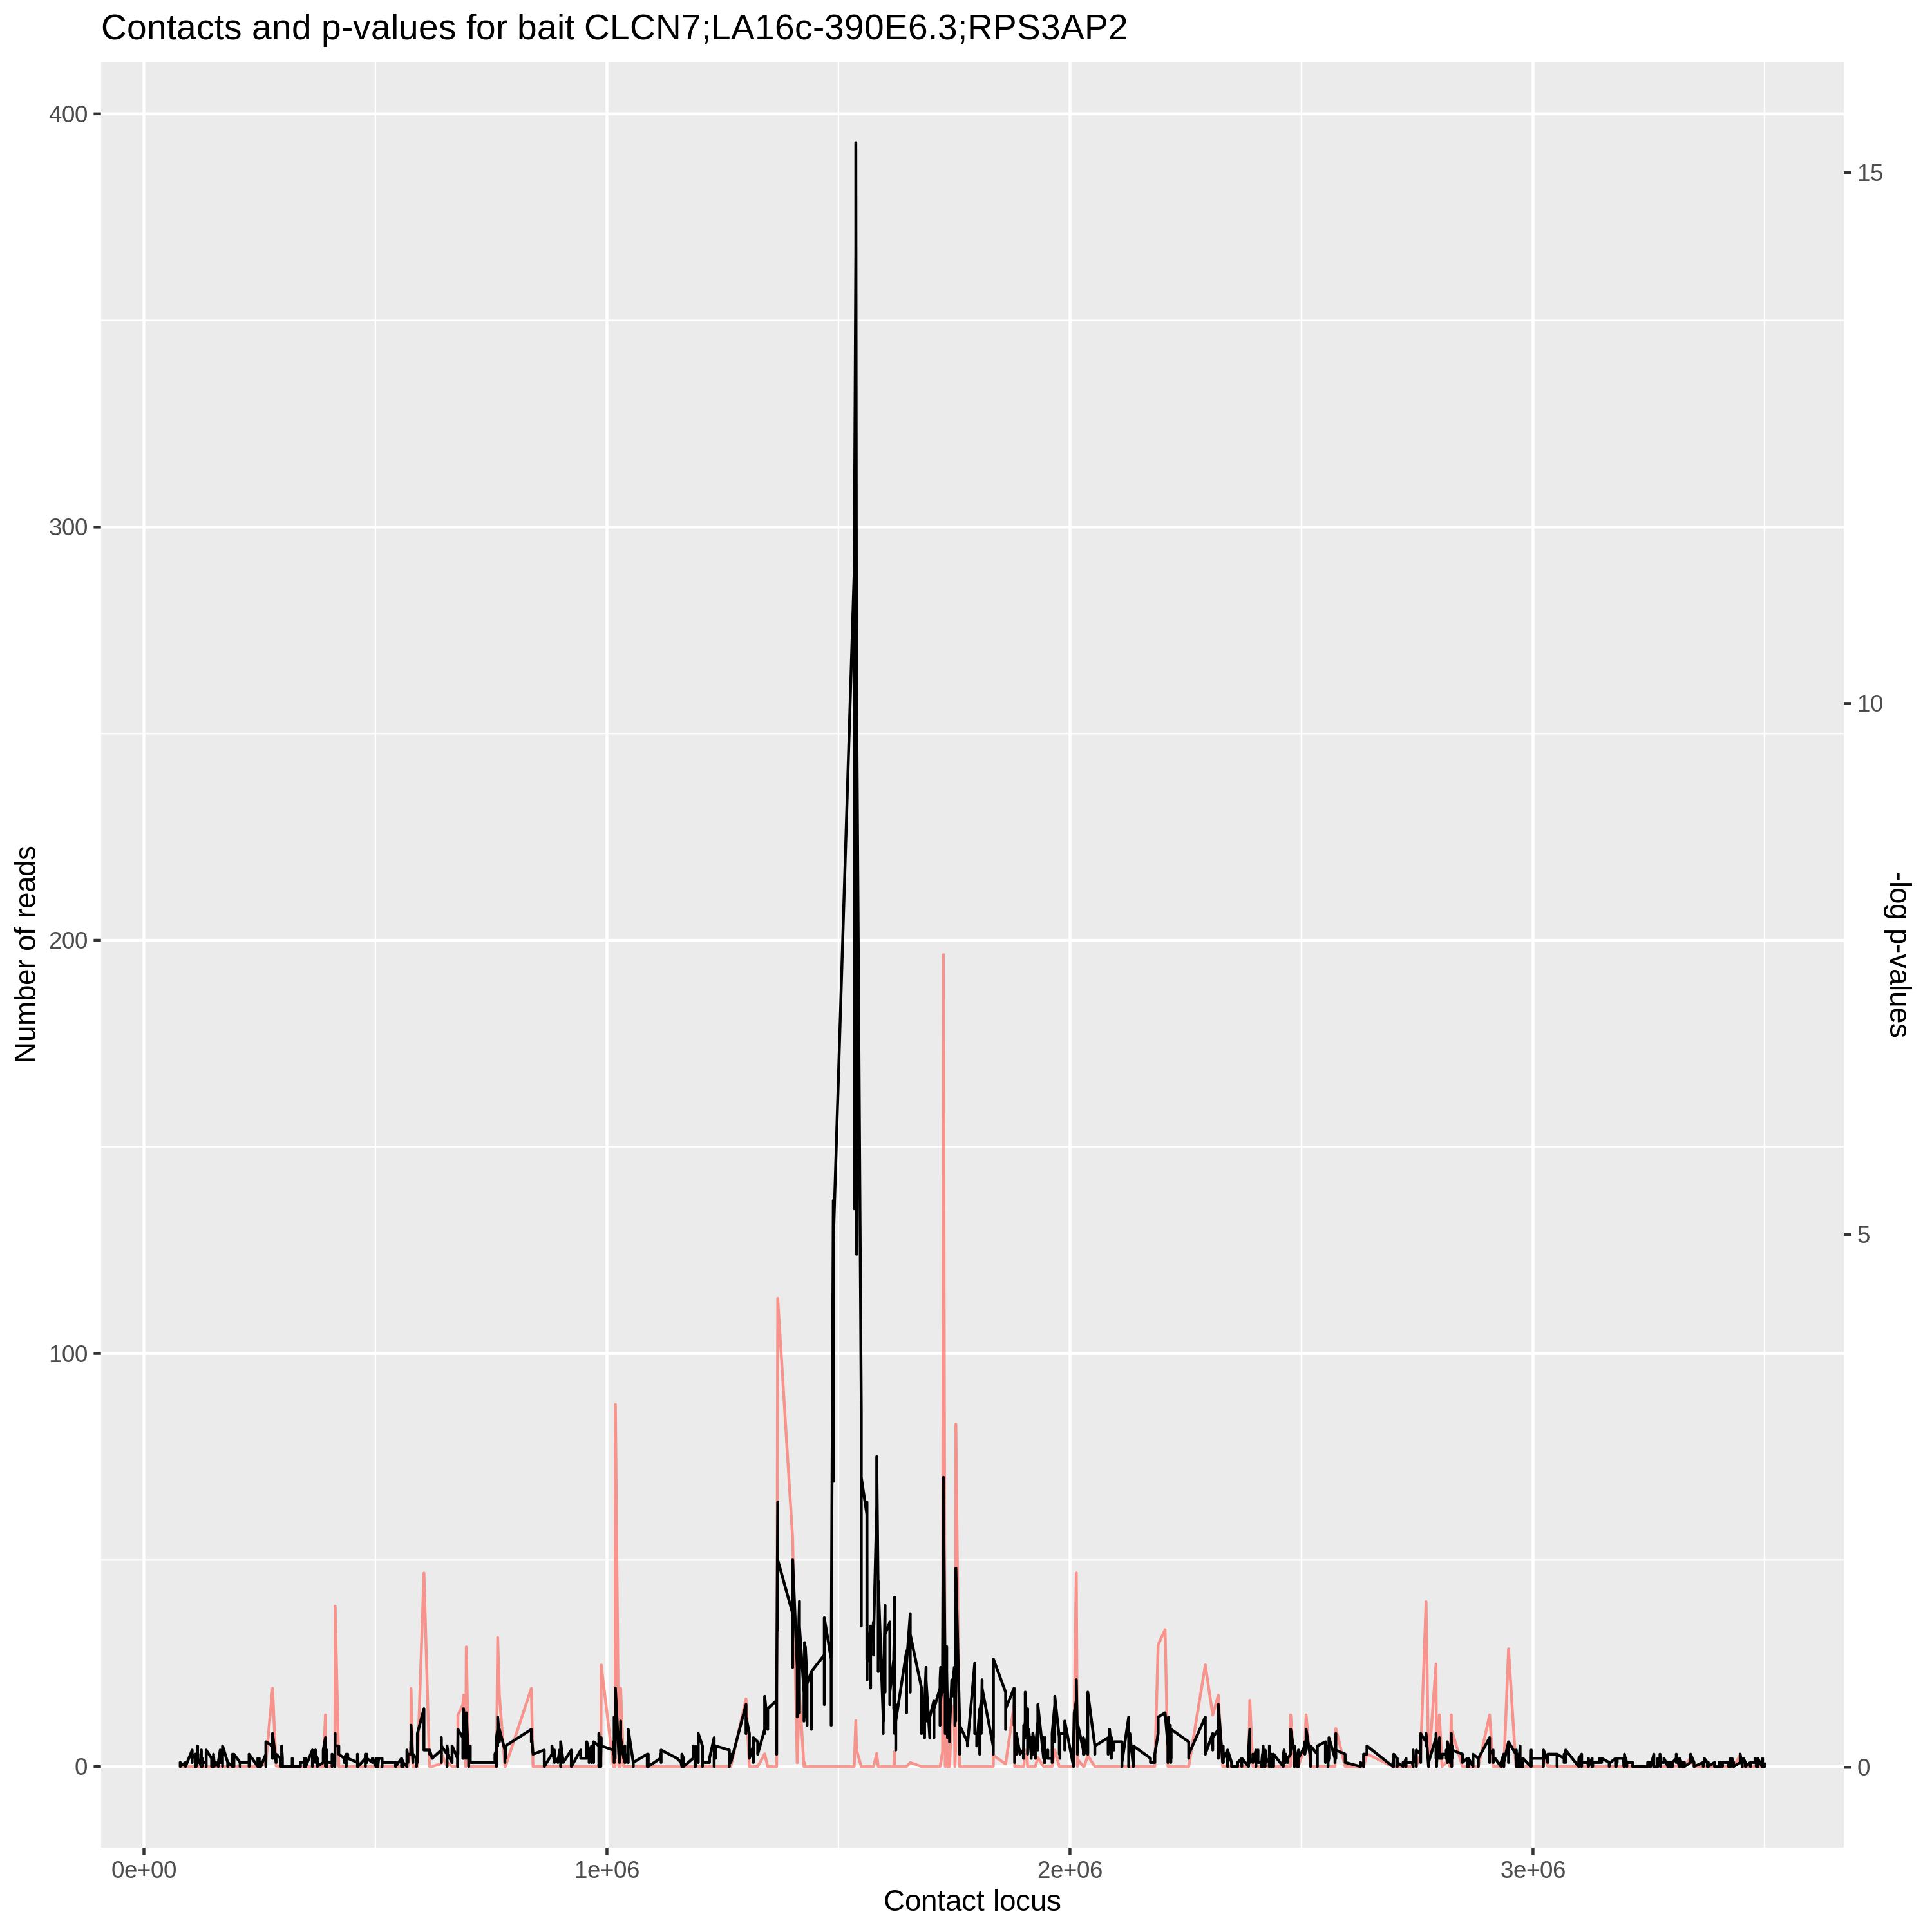 Contacts and p-values for bait CLCN7;LA16c-390E6.3;RPS3AP2
400
300
200
100
0
Number of reads
15
10
5
0
-log p-values
0e+00 1e+06 2e+06 3e+06
Contact locus